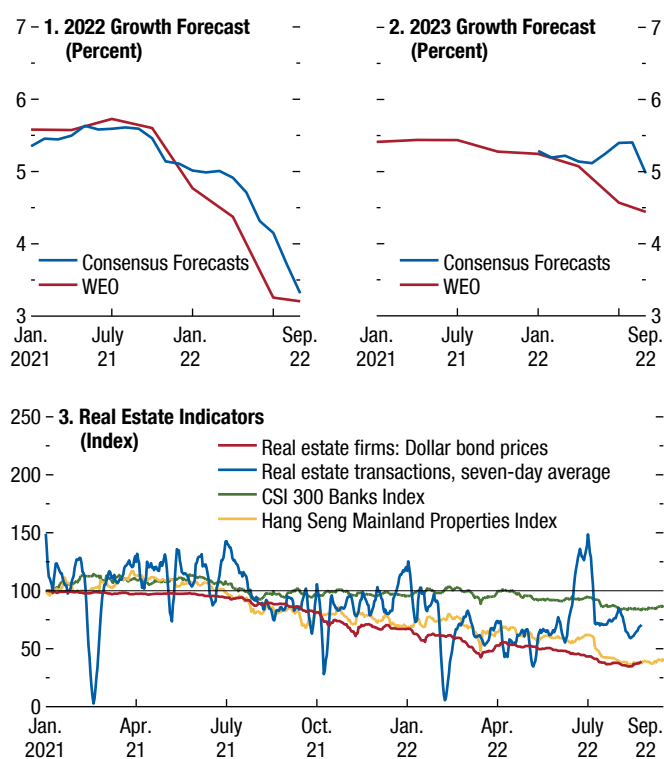 1. 2022 Growth Forecast
(Percent)
7
6
5
4
3
Consensus Forecasts
WEO
Jan.
2021
July
21
Jan.
22
Sep.
22
2. 2023 Growth Forecast
(Percent)
7
6
5
4
3
Consensus Forecasts
WEO
Jan.
2021
July
21
Jan.
22
Sep.
22
3. Real Estate Indicators
(Index)
250
200
150
100
50
0
Real estate firms: Dollar bond prices
Real estate transactions, seven-day average
CSI 300 Banks Index
Hang Seng Mainland Properties Index
Jan.
2021
Apr.
21
July
21
Oct.
21
Jan.
22
Apr.
22
July
22
Sep.
22